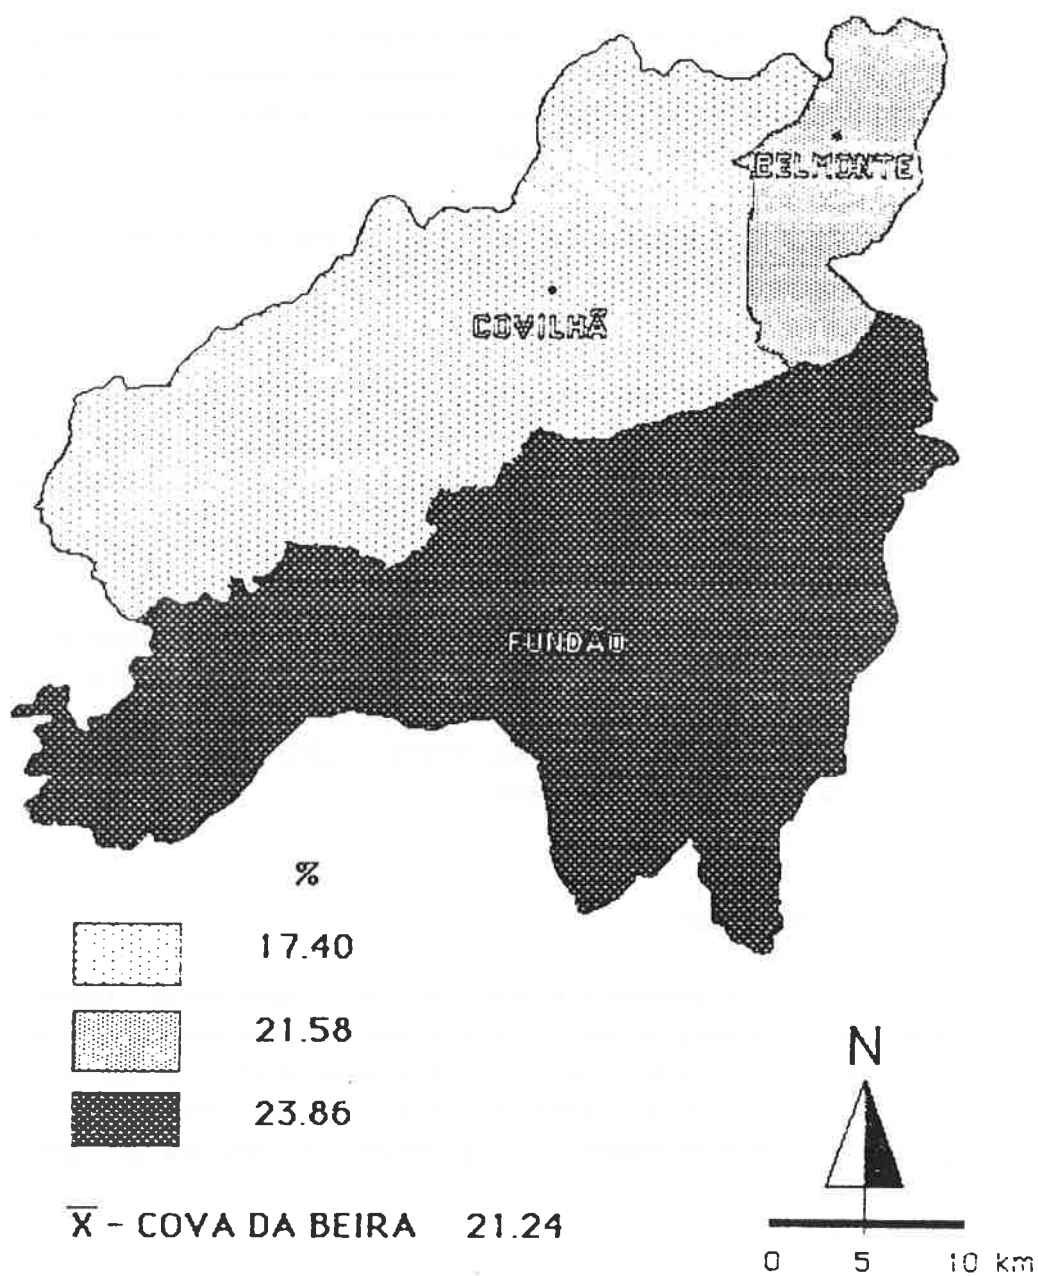 BELMONTE
COVILHÃ
FUNDÃO
%
17.40
21.58
23.86
X̅ - COVA DA BEIRA 21.24
N
0 5 10 km